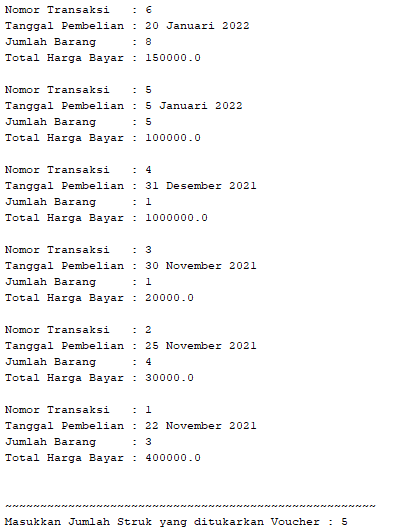 Nomor Transaksi   : 6
Tanggal Pembelian : 20 Januari 2022
Jumlah Barang     : 8
Total Harga Bayar : 150000.0
Nomor Transaksi   : 5
Tanggal Pembelian : 5 Januari 2022
Jumlah Barang     : 5
Total Harga Bayar : 100000.0
Nomor Transaksi   : 4
Tanggal Pembelian : 31 Desember 2021
Jumlah Barang     : 1
Total Harga Bayar : 1000000.0
Nomor Transaksi   : 3
Tanggal Pembelian : 30 November 2021
Jumlah Barang     : 1
Total Harga Bayar : 20000.0
Nomor Transaksi   : 2
Tanggal Pembelian : 25 November 2021
Jumlah Barang     : 4
Total Harga Bayar : 30000.0
Nomor Transaksi   : 1
Tanggal Pembelian : 22 November 2021
Jumlah Barang     : 3
Total Harga Bayar : 400000.0
~~~~~~~~~~~~~~~~~~~~~~~~~~~~~~~~~~~~~~~~~~~~~~~~~~~~~
Masukkan Jumlah Struk yang ditukarkan Voucher : 5